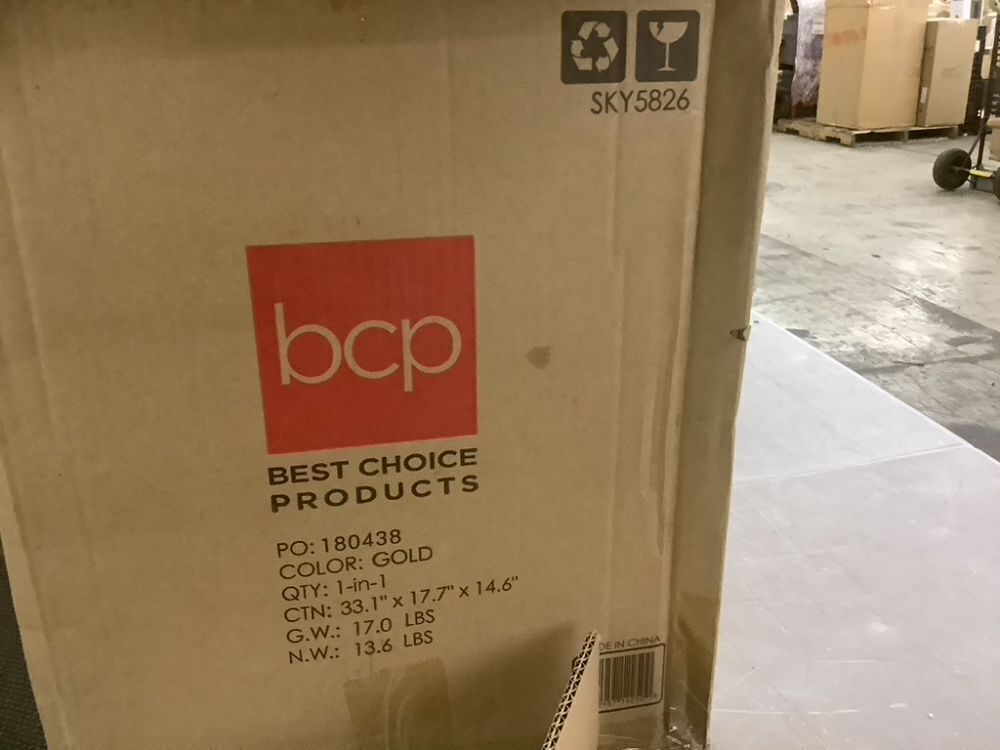 SKY5826
bcp
BEST CHOICE
PRODUCTS
PO: 180438
COLOR: GOLD
QTY: 1-in-1
CTN: 33.1" x 17.7" x 14.6"
G.W.: 17.0 LBS
N.W.: 13.6 LBS
IN CHINA